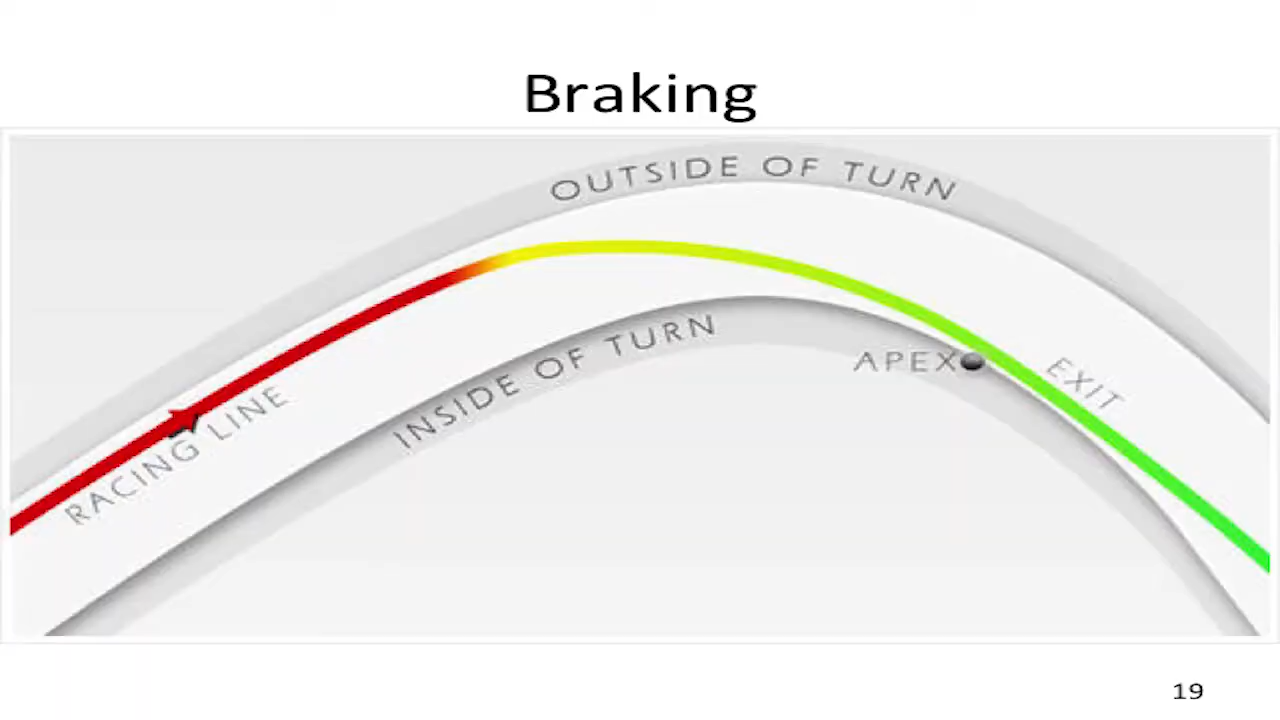 Braking
OUTSIDE OF TURN
INSIDE OF TURN
APEX
EXIT
RACING LINE
19